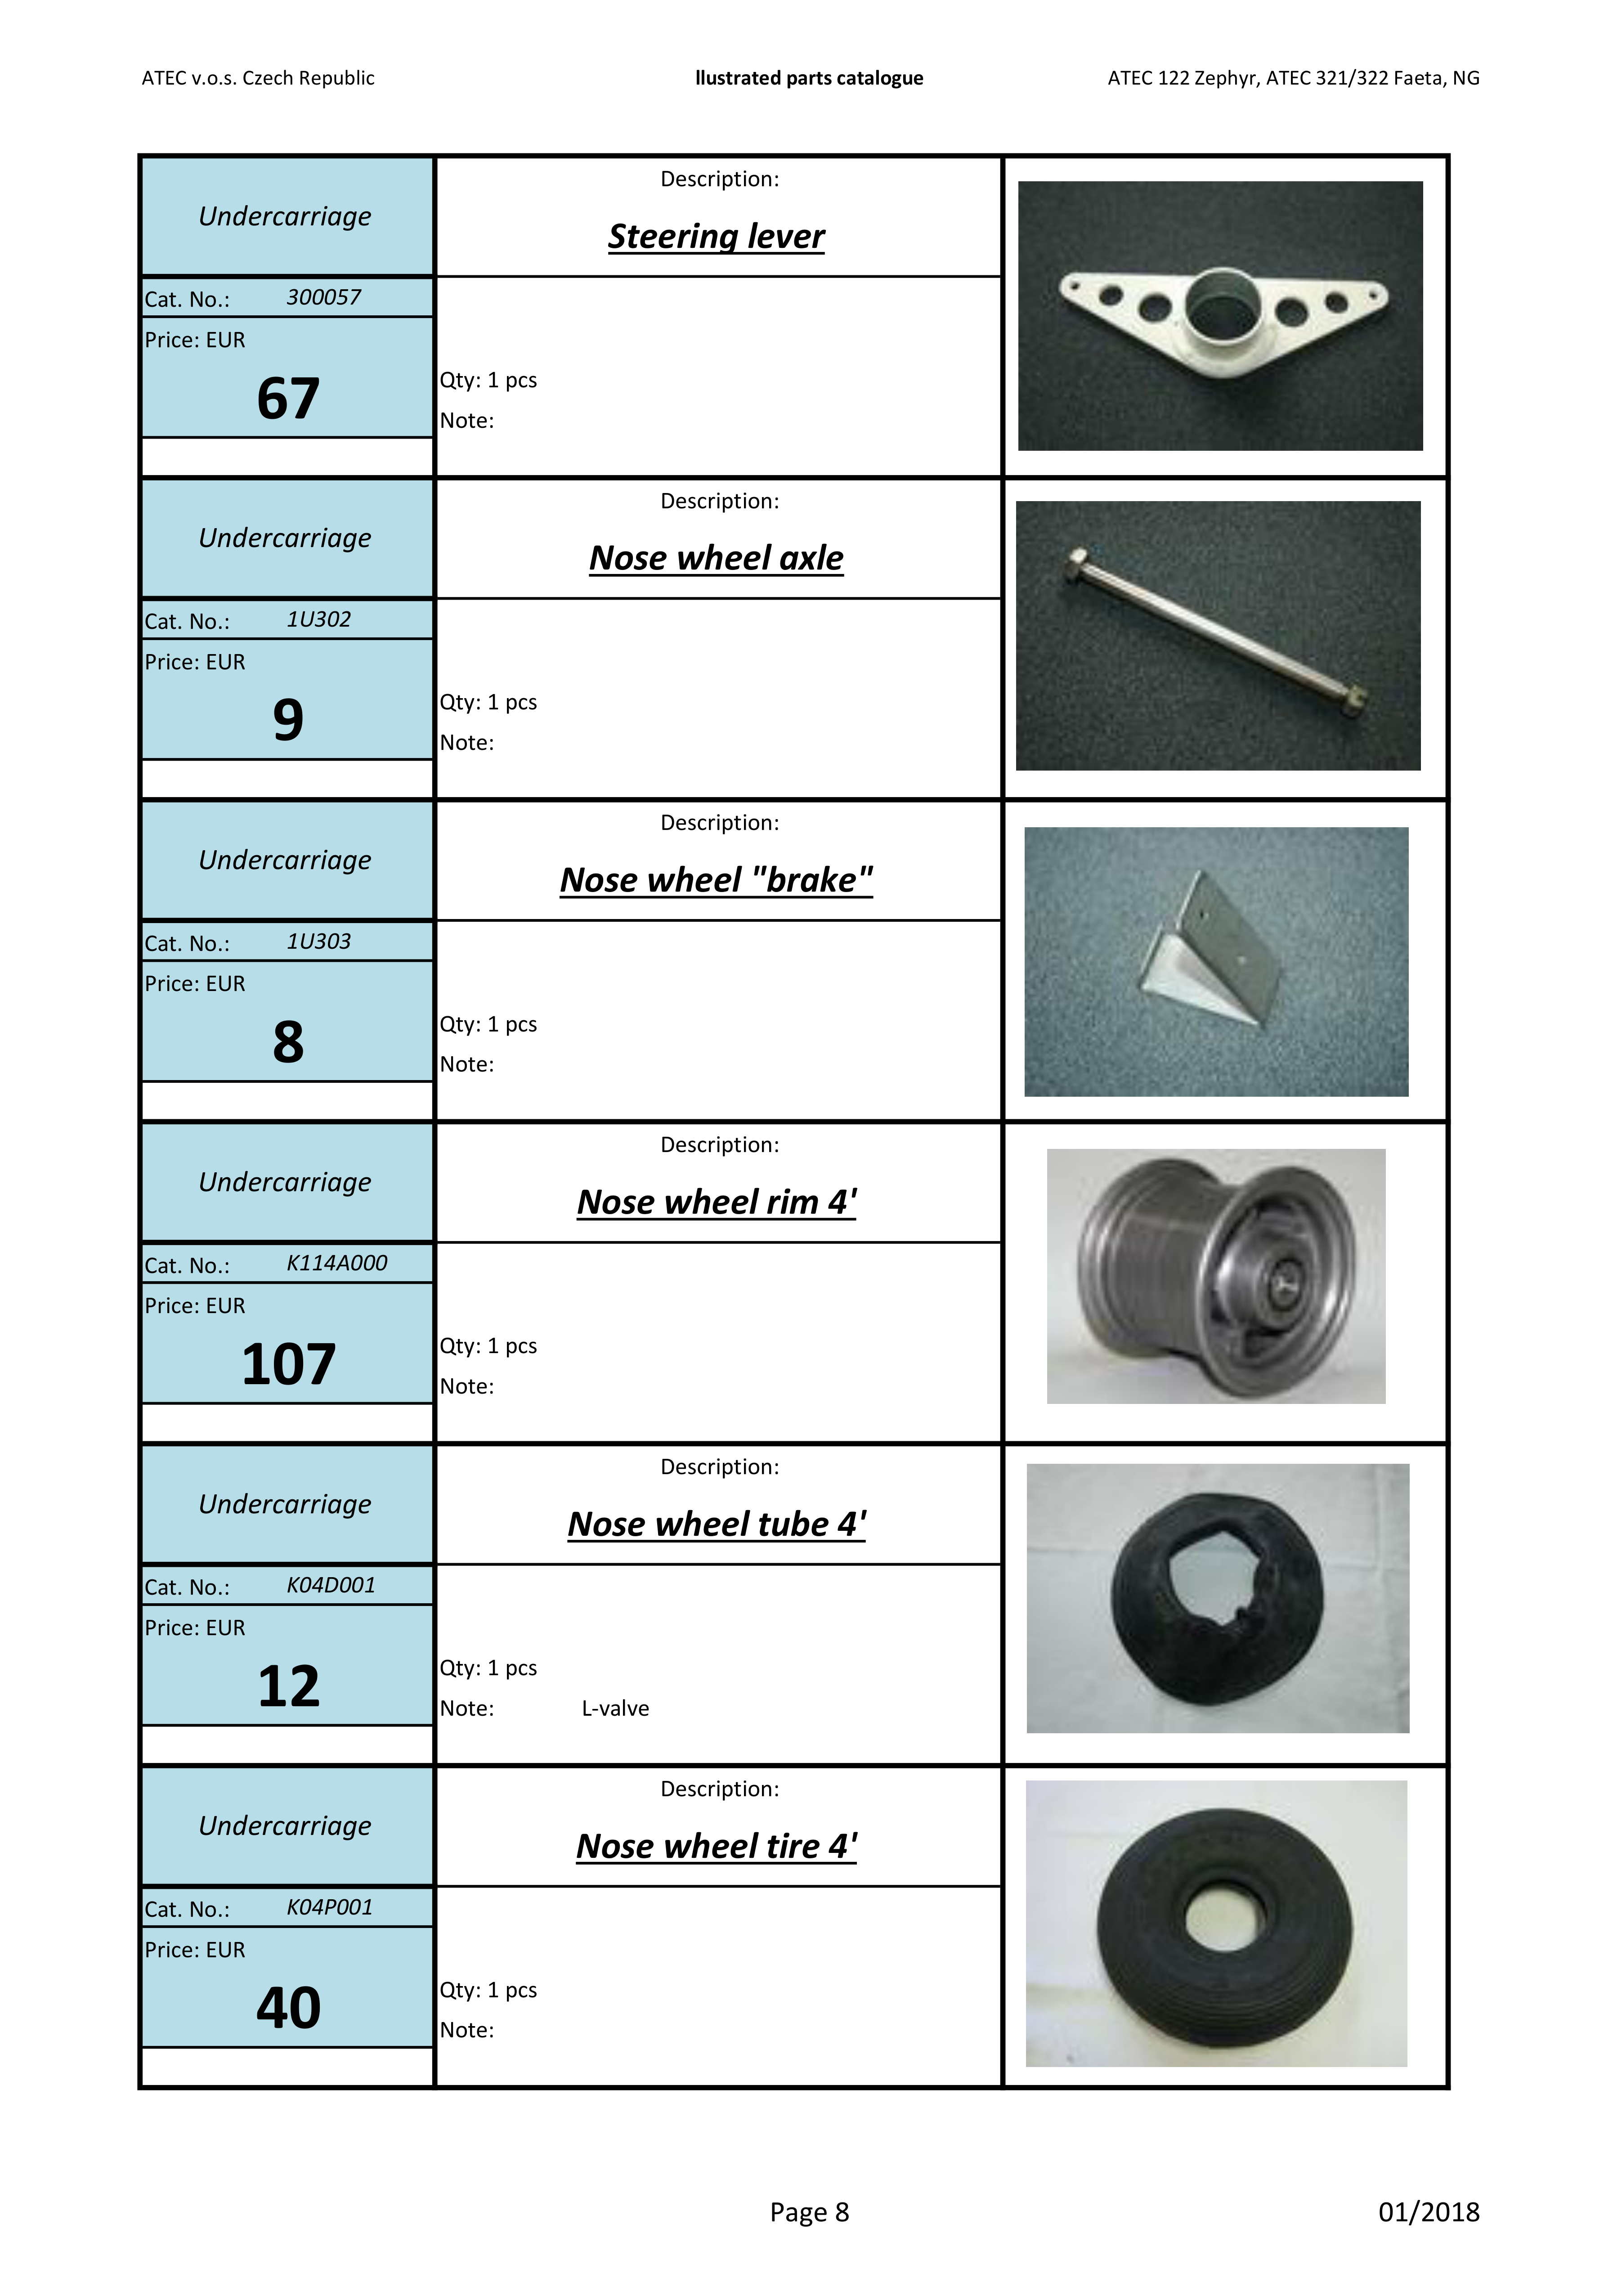 ATEC v.o.s. Czech Republic llustrated parts catalogue ATEC 122 Zephyr, ATEC 321/322 Faeta, NG
Undercarriage
Description:
Steering lever
Cat. No.: 300057
Price: EUR
67
Qty: 1 pcs
Note:
Undercarriage
Description:
Nose wheel axle
Cat. No.: 1U302
Price: EUR
9
Qty: 1 pcs
Note:
Undercarriage
Description:
Nose wheel "brake"
Cat. No.: 1U303
Price: EUR
8
Qty: 1 pcs
Note:
Undercarriage
Description:
Nose wheel rim 4'
Cat. No.: K114A000
Price: EUR
107
Qty: 1 pcs
Note:
Undercarriage
Description:
Nose wheel tube 4'
Cat. No.: K04D001
Price: EUR
12
Qty: 1 pcs
Note: L-valve
Undercarriage
Description:
Nose wheel tire 4'
Cat. No.: K04P001
Price: EUR
40
Qty: 1 pcs
Note:
Page 8 01/2018